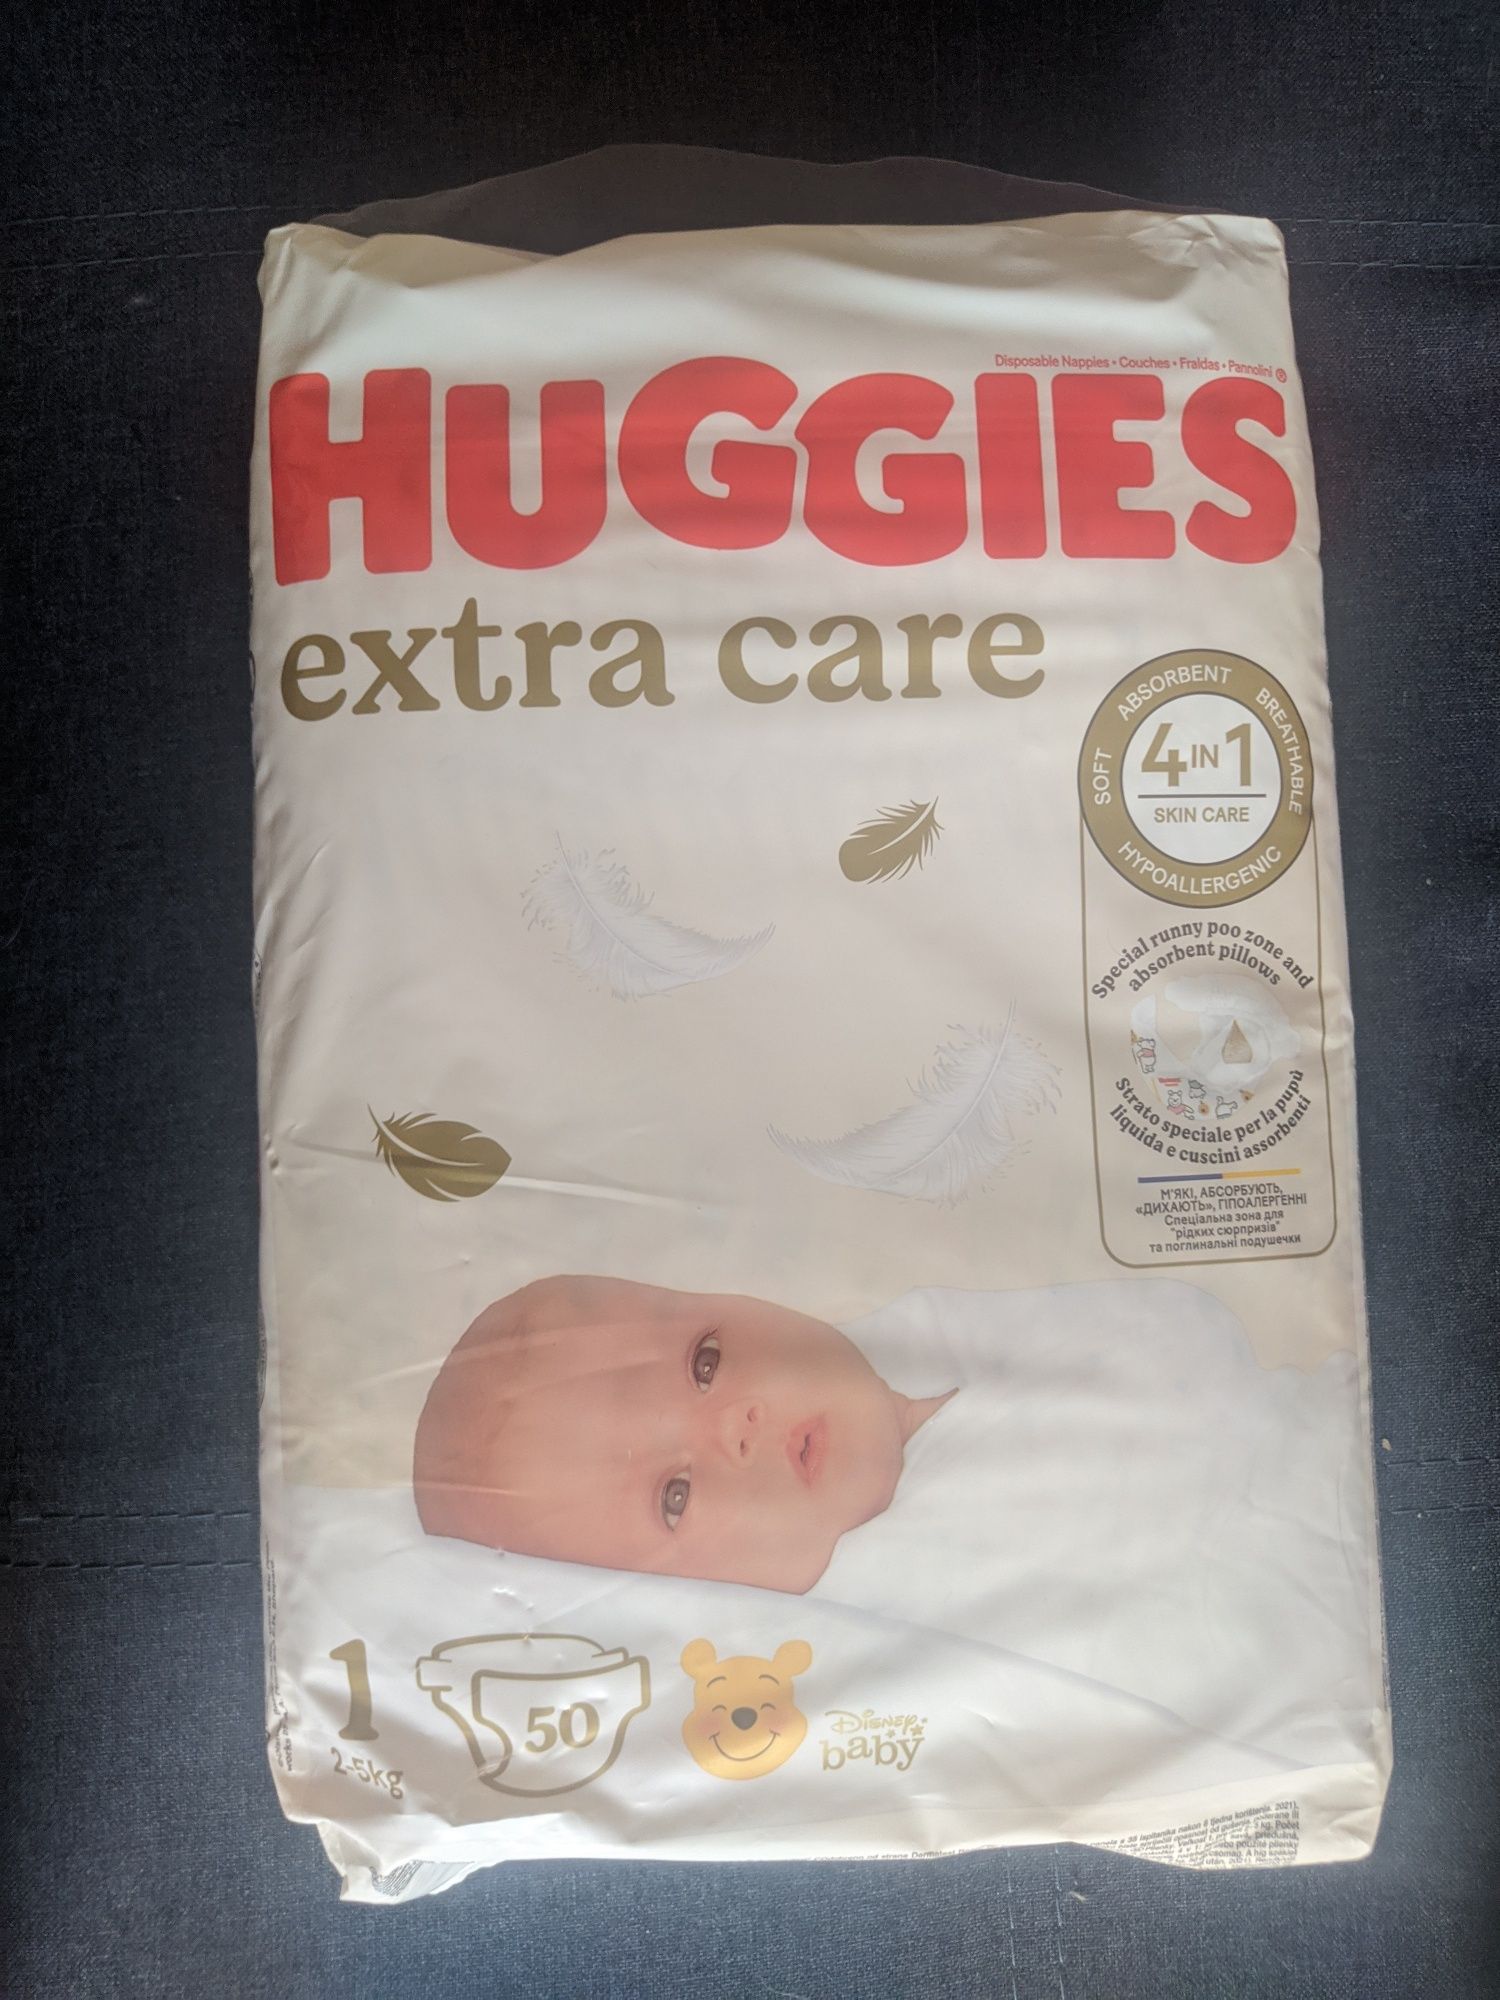 Disposable Nappies • Couches • Fraldas • Pannolini
HUGGIES®
extra care
ABSORBENT
BREATHABLE
SOFT
4 IN 1
SKIN CARE
HYPOALLERGENIC
Special runny poo zone and
absorbent pillows
Strato speciale per la pupù
liquida e cuscini assorbenti
М'ЯКІ, АБСОРБУЮТЬ,
«ДИХАЮТЬ», ГІПОАЛЕРГЕННІ
Спеціальна зона для
"рідких сюрпризів"
та поглинальні подушечки
1
2-5kg
50
Disney
baby